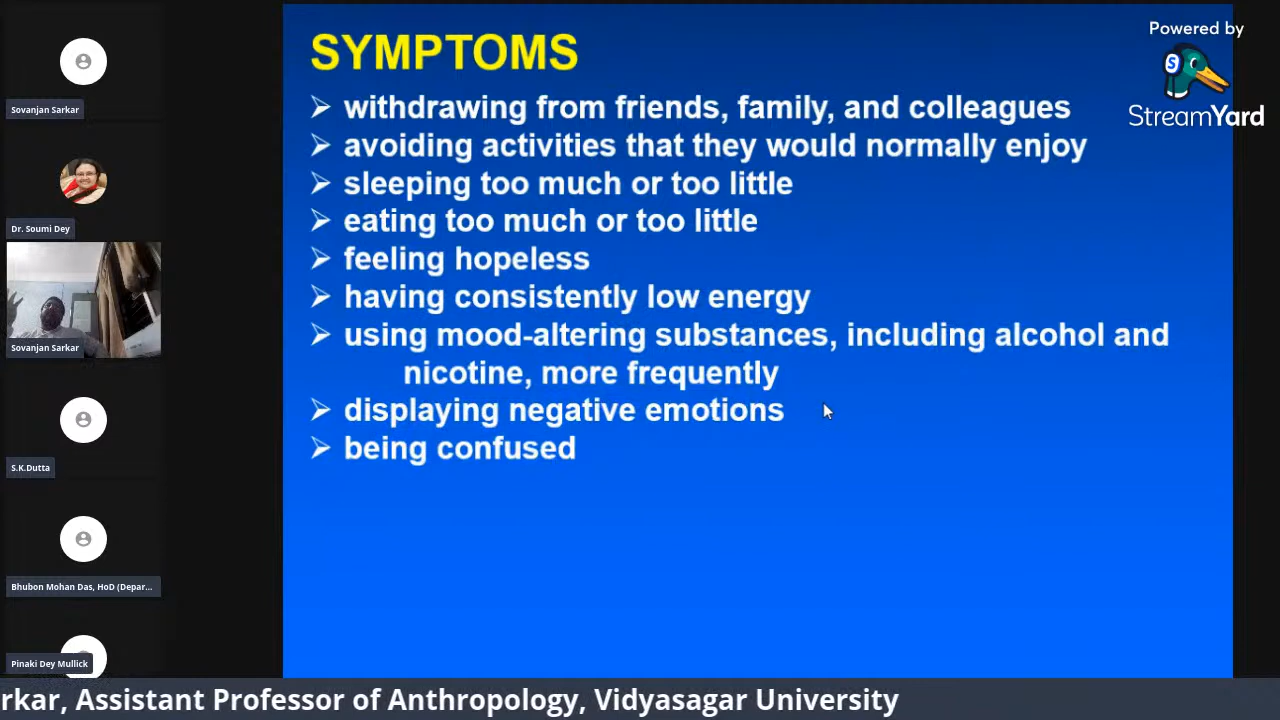 Sovanjan Sarkar
Dr. Soumi Dey
Sovanjan Sarkar
S.K.Dutta
Bhubon Mohan Das, HoD (Depar...
Pinaki Dey Mullick
SYMPTOMS
➢ withdrawing from friends, family, and colleagues
➢ avoiding activities that they would normally enjoy
➢ sleeping too much or too little
➢ eating too much or too little
➢ feeling hopeless
➢ having consistently low energy
➢ using mood-altering substances, including alcohol and
nicotine, more frequently
➢ displaying negative emotions
➢ being confused
Powered by
S
StreamYard
rkar, Assistant Professor of Anthropology, Vidyasagar University